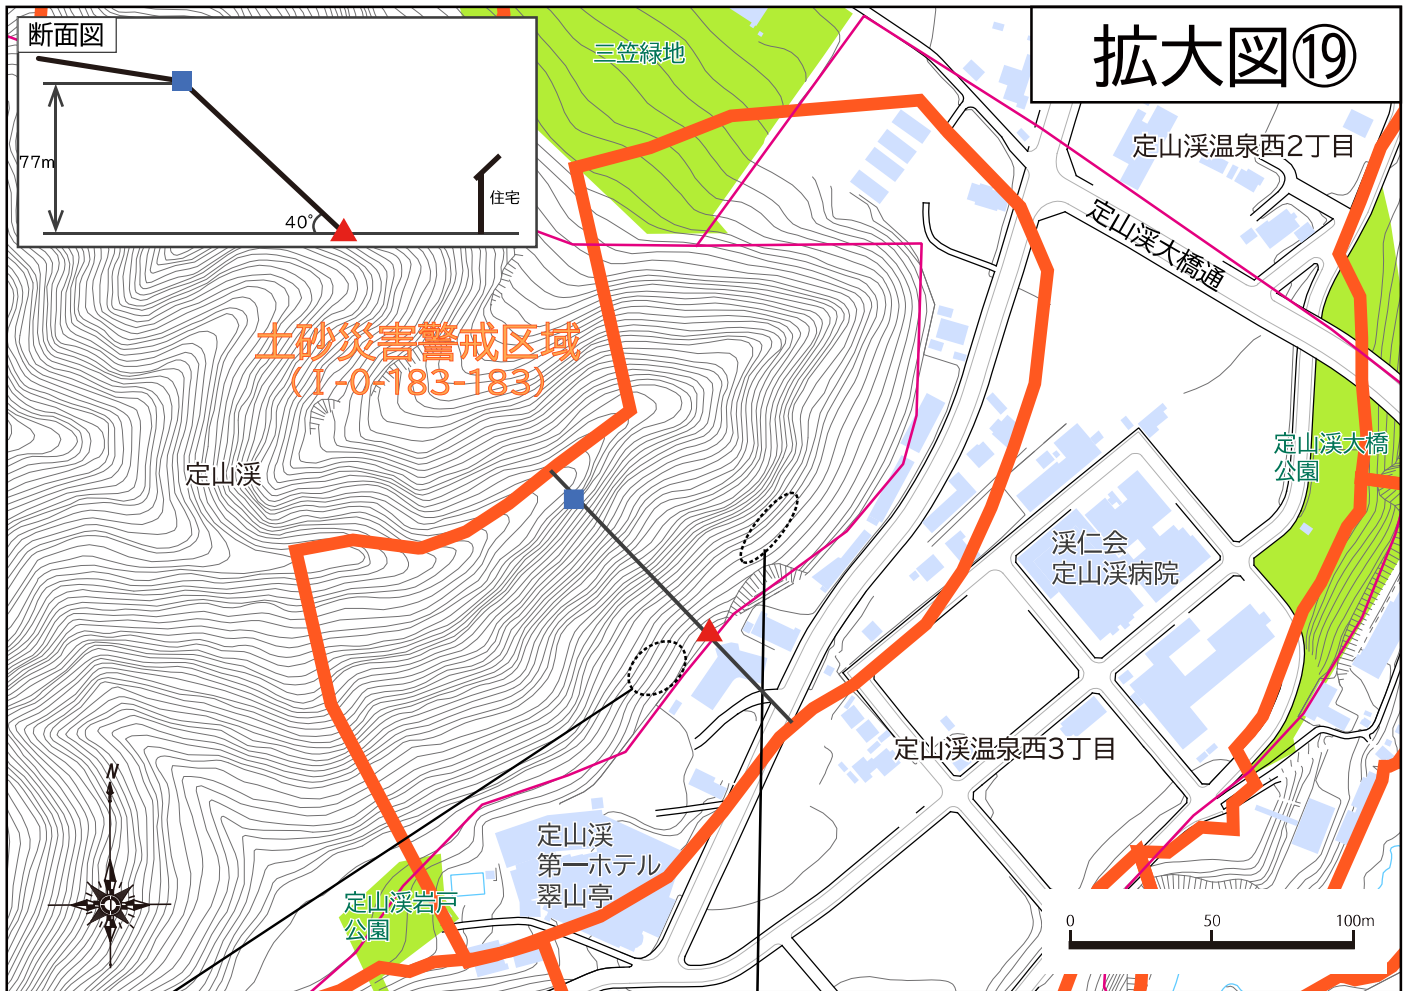 断面図
77m
40°
住宅
拡大図⑲
三笠緑地
定山渓温泉西2丁目
定山渓大橋通
土砂災害警戒区域
(Ⅰ-0-183-183)
定山渓
定山渓大橋
公園
渓仁会
定山渓病院
定山渓温泉西3丁目
N
定山渓
第一ホテル
翠山亭
定山渓岩戸
公園
0 50 100m